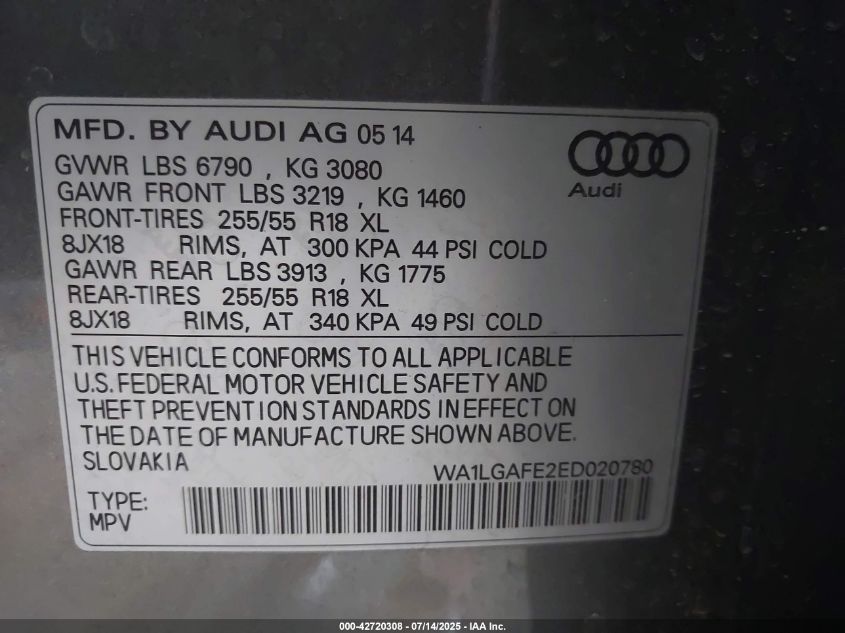 MFD. BY AUDI AG 05 14
GVWR LBS 6790 , KG 3080
GAWR FRONT LBS 3219 , KG 1460
FRONT-TIRES 255/55 R18 XL
8JX18 RIMS, AT 300 KPA 44 PSI COLD
GAWR REAR LBS 3913 , KG 1775
REAR-TIRES 255/55 R18 XL
8JX18 RIMS, AT 340 KPA 49 PSI COLD
Audi
THIS VEHICLE CONFORMS TO ALL APPLICABLE
U.S. FEDERAL MOTOR VEHICLE SAFETY AND
THEFT PREVENTION STANDARDS IN EFFECT ON
THE DATE OF MANUFACTURE SHOWN ABOVE.
SLOVAKIA
WA1LGAFE2ED020780
TYPE:
MPV
000-42720308 - 07/14/2025 - IAA Inc.